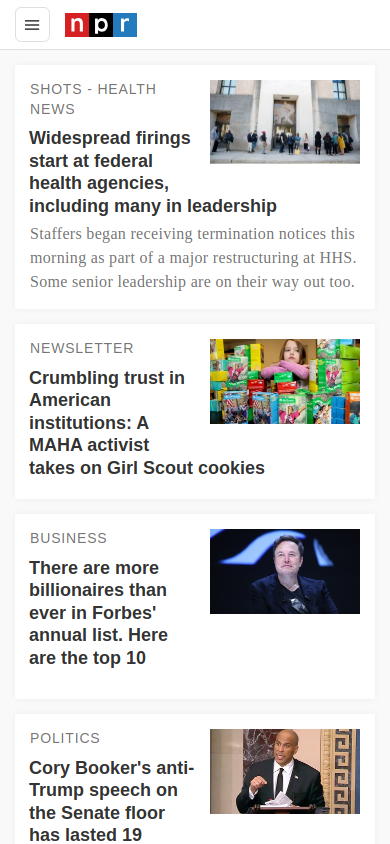 npr
SHOTS - HEALTH
NEWS
Widespread firings
start at federal
health agencies,
including many in leadership
Staffers began receiving termination notices this
morning as part of a major restructuring at HHS.
Some senior leadership are on their way out too.
NEWSLETTER
Crumbling trust in
American
institutions: A
MAHA activist
takes on Girl Scout cookies
BUSINESS
There are more
billionaires than
ever in Forbes'
annual list. Here
are the top 10
POLITICS
Cory Booker's anti-
Trump speech on
the Senate floor
has lasted 19